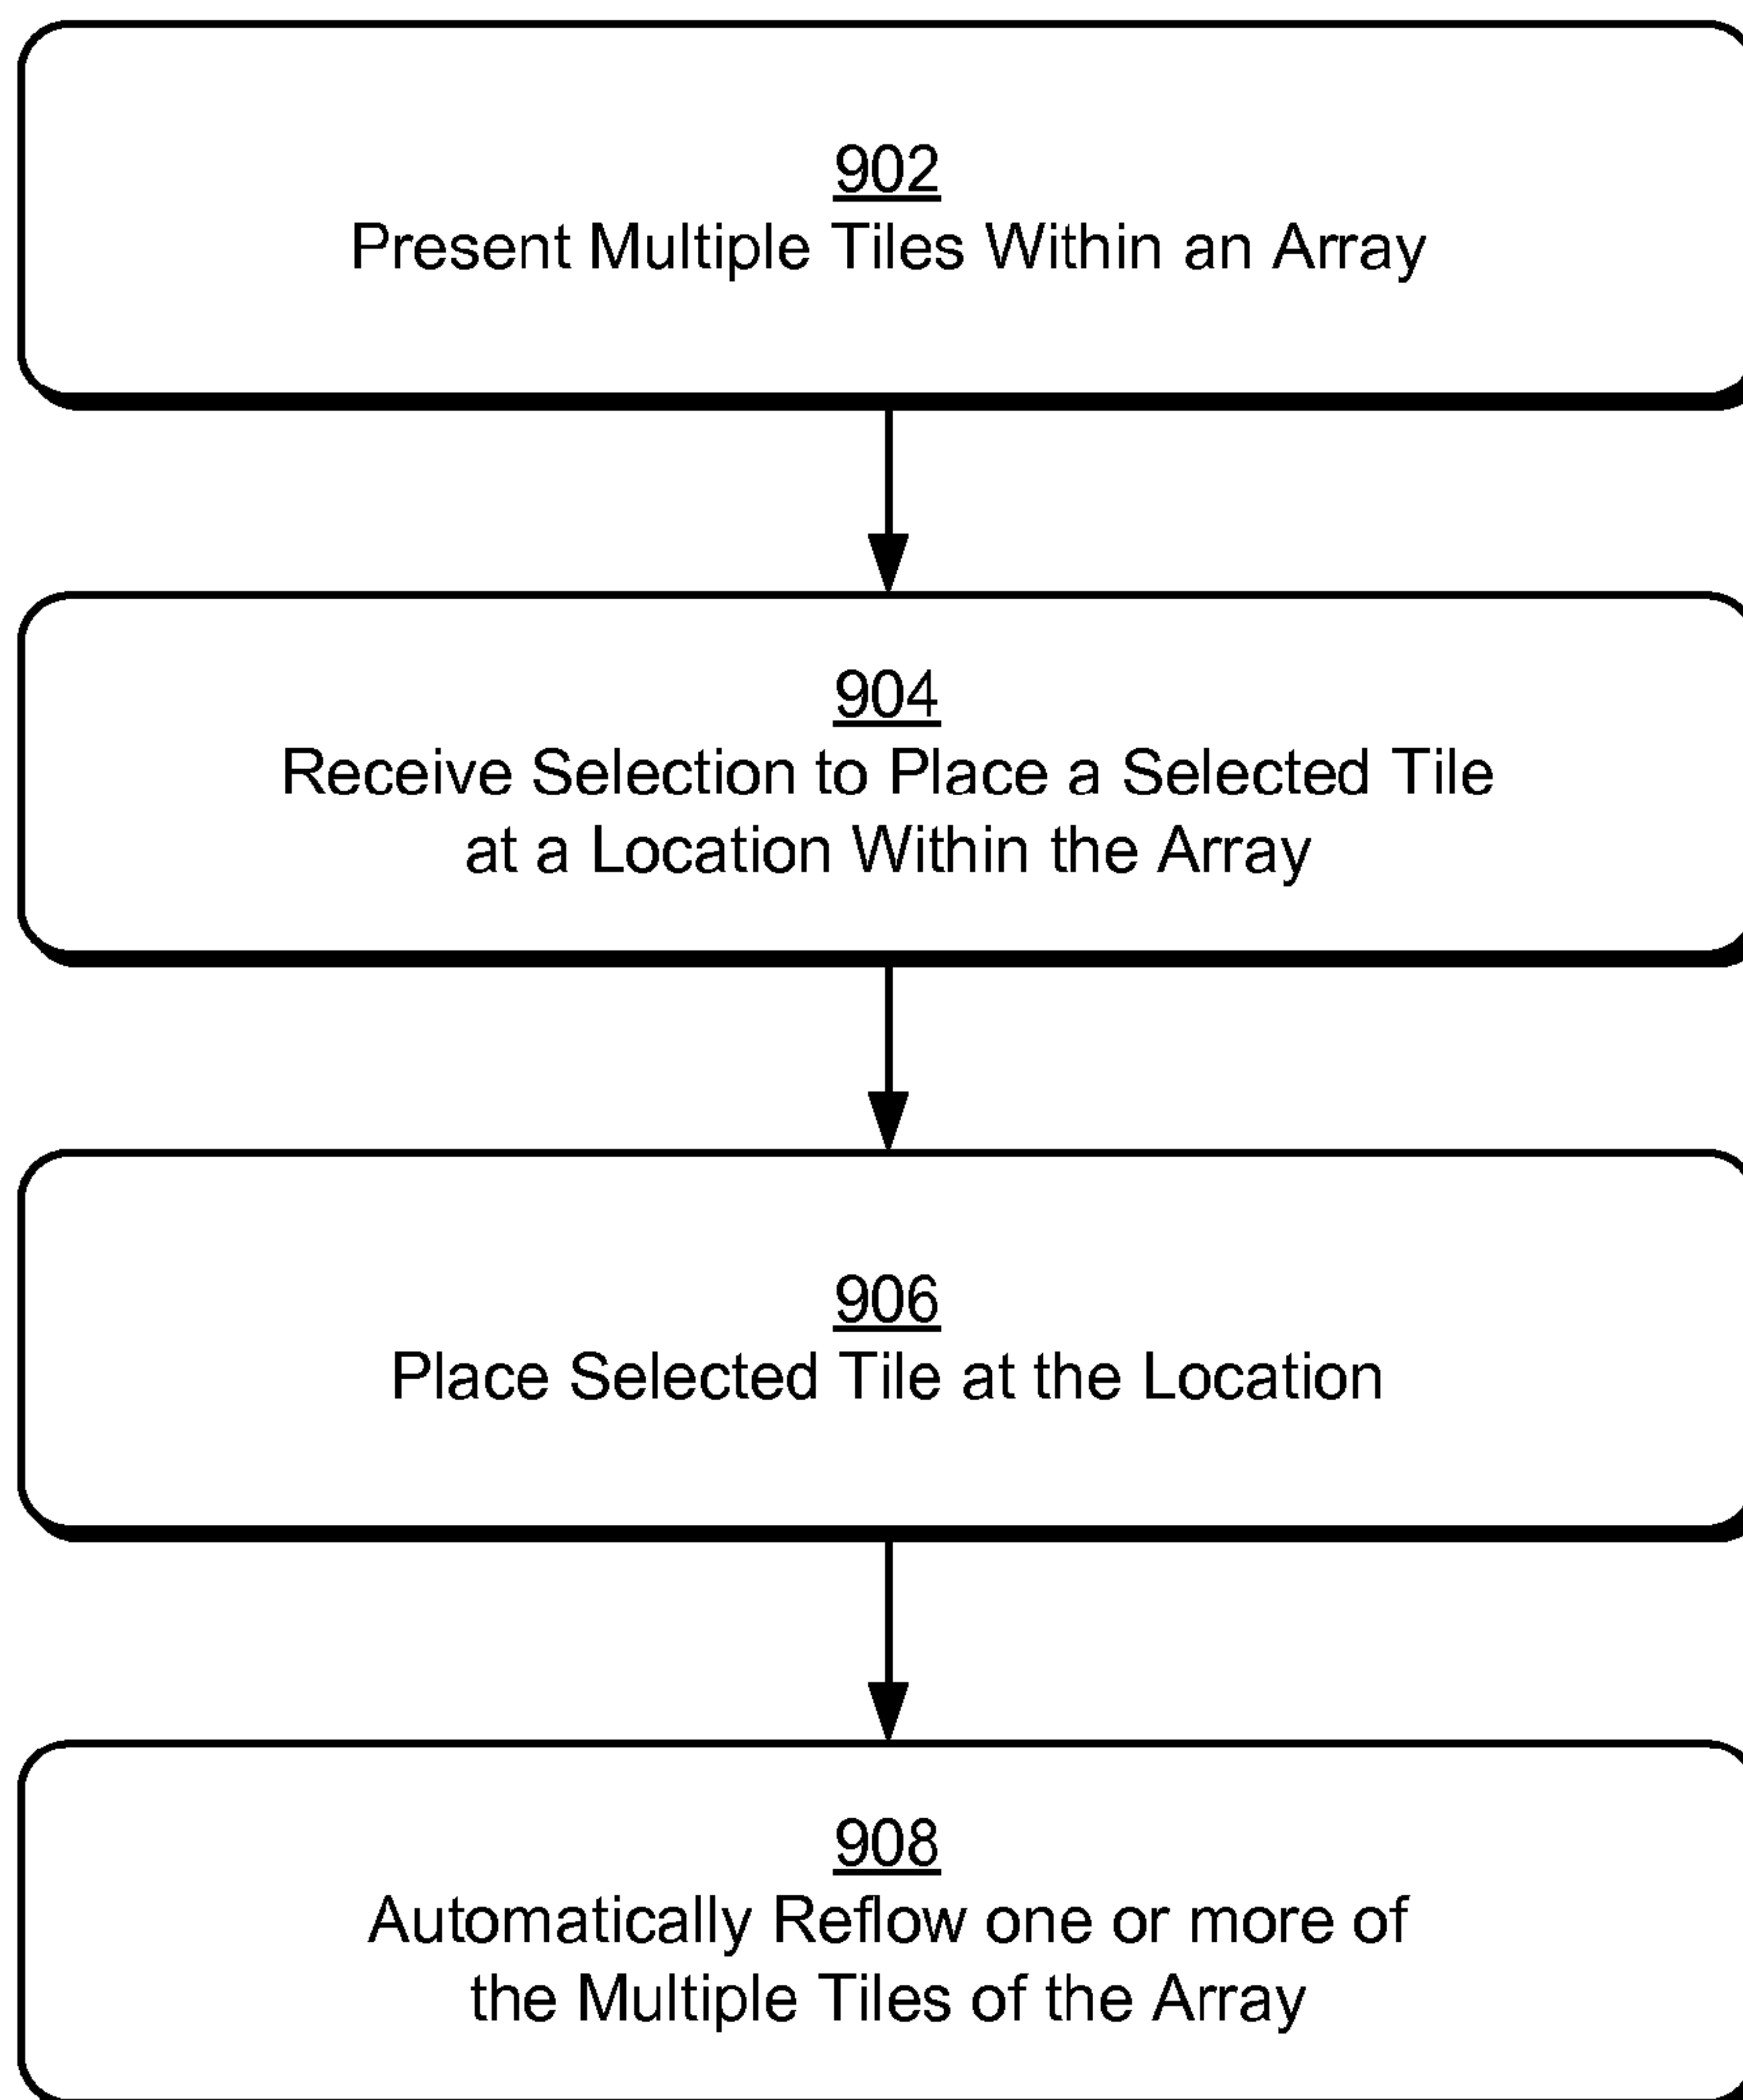 902
Present Multiple Tiles Within an Array
904
Receive Selection to Place a Selected Tile
at a Location Within the Array
906
Place Selected Tile at the Location
908
Automatically Reflow one or more of
the Multiple Tiles of the Array